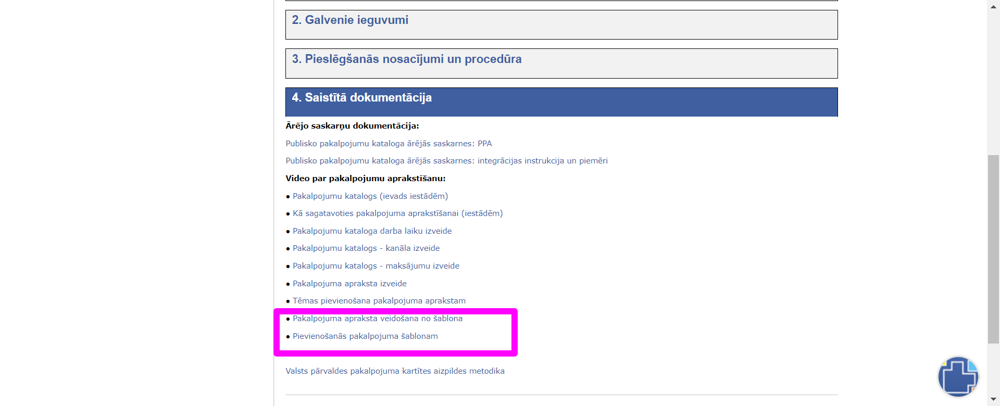 2. Galvenie ieguvumi
3. Pieslēgšanās nosacījumi un procedūra
4. Saistītā dokumentācija
Ārējo saskarņu dokumentācija:
Publisko pakalpojumu kataloga ārējās saskarnes: PPA
Publisko pakalpojumu kataloga ārējās saskarnes: integrācijas instrukcija un piemēri
Video par pakalpojumu aprakstīšanu:
● Pakalpojumu katalogs (ievads iestādēm)
● Kā sagatavoties pakalpojuma aprakstīšanai (iestādēm)
● Pakalpojumu kataloga darba laiku izveide
● Pakalpojumu katalogs - kanāla izveide
● Pakalpojumu katalogs - maksājumu izveide
● Pakalpojuma apraksta izveide
● Tēmas pievienošana pakalpojuma aprakstam
● Pakalpojuma apraksta veidošana no šablona
● Pievienošanās pakalpojuma šablonam
Valsts pārvaldes pakalpojuma kartītes aizpildes metodika